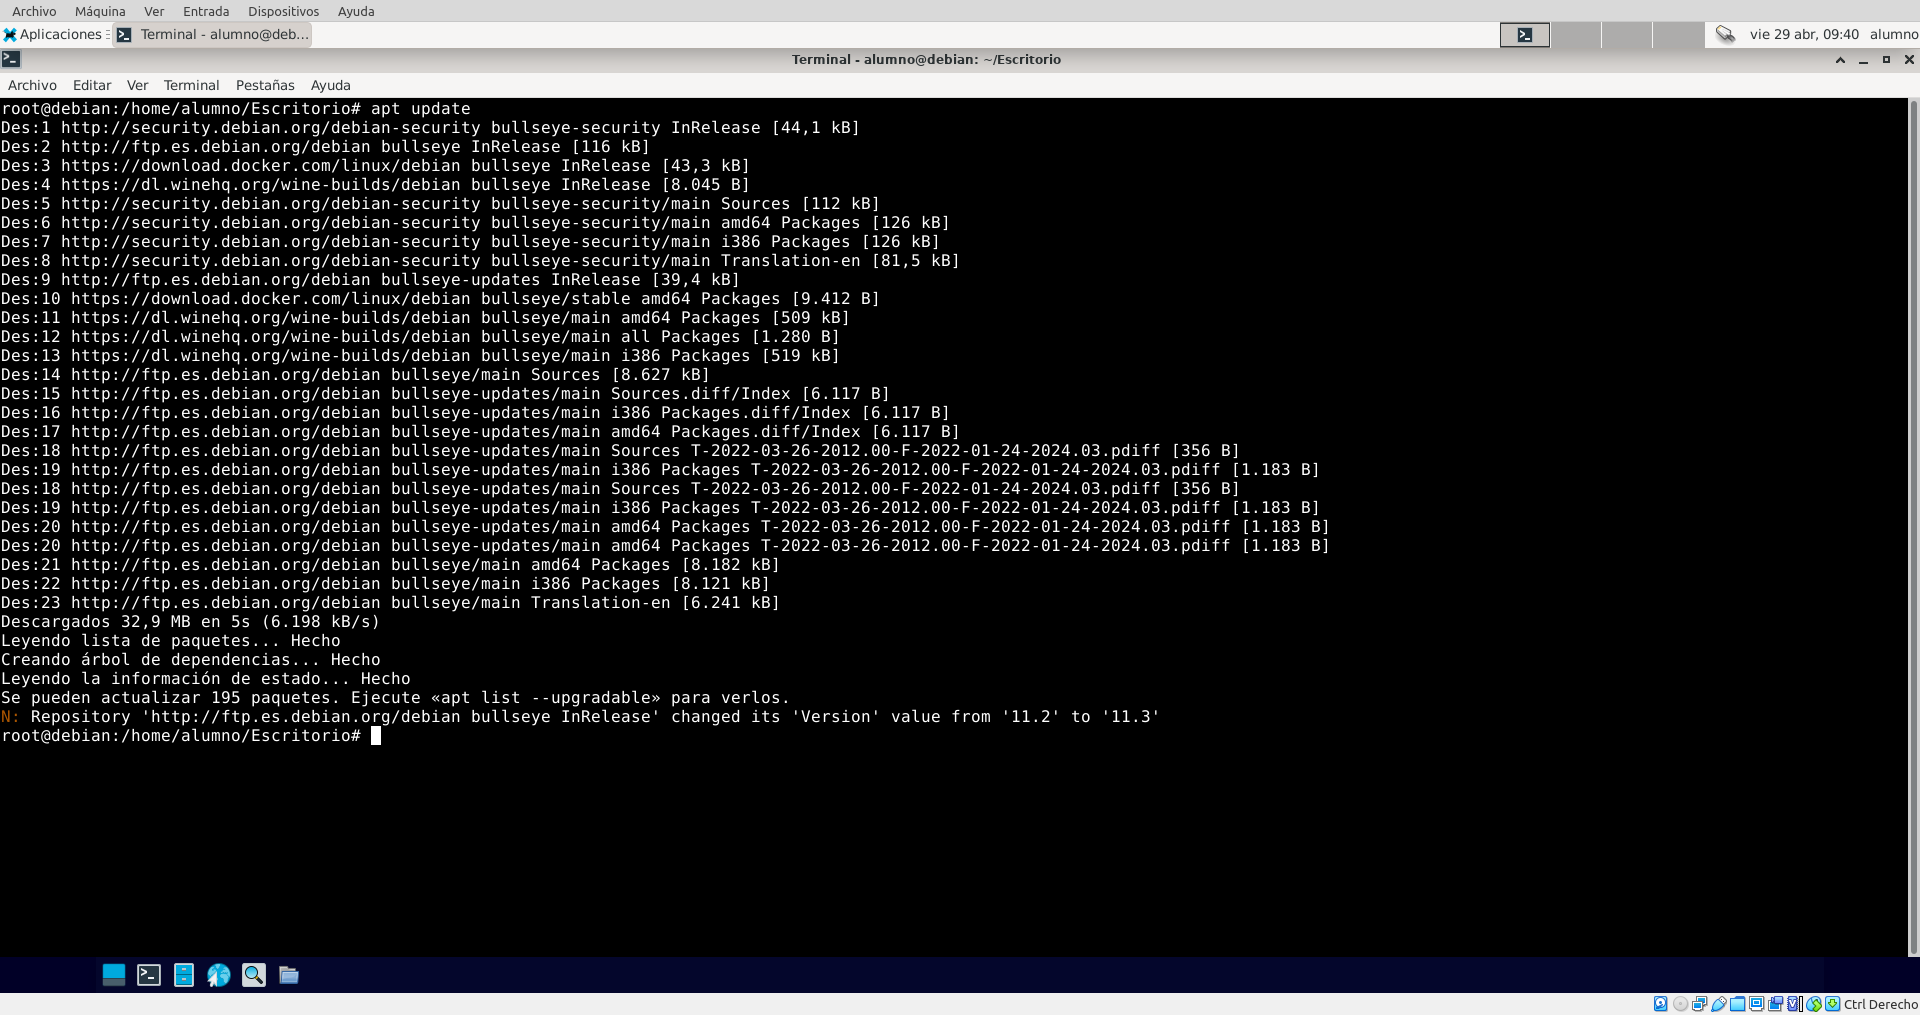 Archivo Máquina Ver Entrada Dispositivos Ayuda
Aplicaciones Terminal - alumno@deb... vie 29 abr, 09:40 alumno
Terminal - alumno@debian: ~/Escritorio
Archivo Editar Ver Terminal Pestañas Ayuda
root@debian:/home/alumno/Escritorio# apt update
Des:1 http://security.debian.org/debian-security bullseye-security InRelease [44,1 kB]
Des:2 http://ftp.es.debian.org/debian bullseye InRelease [116 kB]
Des:3 https://download.docker.com/linux/debian bullseye InRelease [43,3 kB]
Des:4 https://dl.winehq.org/wine-builds/debian bullseye InRelease [8.045 B]
Des:5 http://security.debian.org/debian-security bullseye-security/main Sources [112 kB]
Des:6 http://security.debian.org/debian-security bullseye-security/main amd64 Packages [126 kB]
Des:7 http://security.debian.org/debian-security bullseye-security/main i386 Packages [126 kB]
Des:8 http://security.debian.org/debian-security bullseye-security/main Translation-en [81,5 kB]
Des:9 http://ftp.es.debian.org/debian bullseye-updates InRelease [39,4 kB]
Des:10 https://download.docker.com/linux/debian bullseye/stable amd64 Packages [9.412 B]
Des:11 https://dl.winehq.org/wine-builds/debian bullseye/main amd64 Packages [509 kB]
Des:12 https://dl.winehq.org/wine-builds/debian bullseye/main all Packages [1.280 B]
Des:13 https://dl.winehq.org/wine-builds/debian bullseye/main i386 Packages [519 kB]
Des:14 http://ftp.es.debian.org/debian bullseye/main Sources [8.627 kB]
Des:15 http://ftp.es.debian.org/debian bullseye-updates/main Sources.diff/Index [6.117 B]
Des:16 http://ftp.es.debian.org/debian bullseye-updates/main i386 Packages.diff/Index [6.117 B]
Des:17 http://ftp.es.debian.org/debian bullseye-updates/main amd64 Packages.diff/Index [6.117 B]
Des:18 http://ftp.es.debian.org/debian bullseye-updates/main Sources T-2022-03-26-2012.00-F-2022-01-24-2024.03.pdiff [356 B]
Des:19 http://ftp.es.debian.org/debian bullseye-updates/main i386 Packages T-2022-03-26-2012.00-F-2022-01-24-2024.03.pdiff [1.183 B]
Des:18 http://ftp.es.debian.org/debian bullseye-updates/main Sources T-2022-03-26-2012.00-F-2022-01-24-2024.03.pdiff [356 B]
Des:19 http://ftp.es.debian.org/debian bullseye-updates/main i386 Packages T-2022-03-26-2012.00-F-2022-01-24-2024.03.pdiff [1.183 B]
Des:20 http://ftp.es.debian.org/debian bullseye-updates/main amd64 Packages T-2022-03-26-2012.00-F-2022-01-24-2024.03.pdiff [1.183 B]
Des:20 http://ftp.es.debian.org/debian bullseye-updates/main amd64 Packages T-2022-03-26-2012.00-F-2022-01-24-2024.03.pdiff [1.183 B]
Des:21 http://ftp.es.debian.org/debian bullseye/main amd64 Packages [8.182 kB]
Des:22 http://ftp.es.debian.org/debian bullseye/main i386 Packages [8.121 kB]
Des:23 http://ftp.es.debian.org/debian bullseye/main Translation-en [6.241 kB]
Descargados 32,9 MB en 5s (6.198 kB/s)
Leyendo lista de paquetes... Hecho
Creando árbol de dependencias... Hecho
Leyendo la información de estado... Hecho
Se pueden actualizar 195 paquetes. Ejecute «apt list --upgradable» para verlos.
N: Repository 'http://ftp.es.debian.org/debian bullseye InRelease' changed its 'Version' value from '11.2' to '11.3'
root@debian:/home/alumno/Escritorio#
Ctrl Derecho